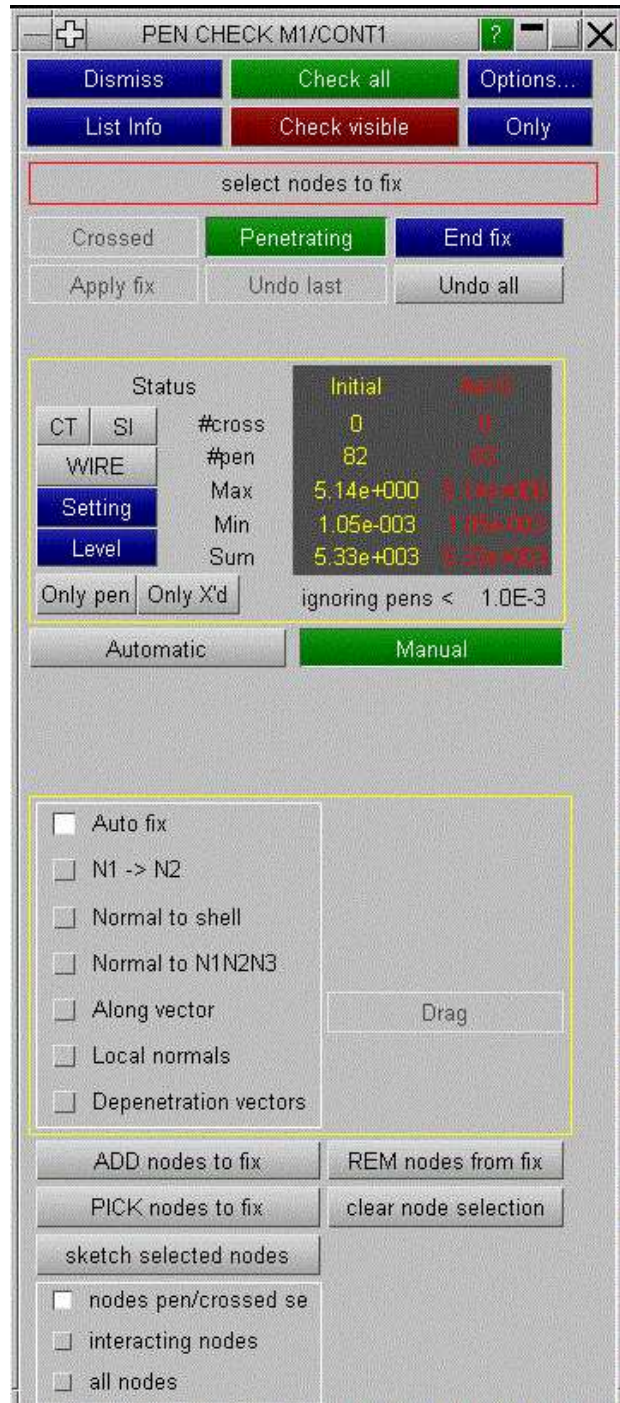 PEN CHECK M1/CONT1 ?
Dismiss Check all Options...
List Info Check visible Only
select nodes to fix
Crossed Penetrating End fix
Apply fix Undo last Undo all
Status Initial
CT SI #cross 0 0
WIRE #pen 82
Setting Max 5.14e+000
Min 1.05e-003
Level Sum 5.33e+003
Only pen Only X'd ignoring pens < 1.0E-3
Automatic Manual
Auto fix
N1 -> N2
Normal to shell
Normal to N1N2N3
Along vector Drag
Local normals
Depenetration vectors
ADD nodes to fix REM nodes from fix
PICK nodes to fix clear node selection
sketch selected nodes
nodes pen/crossed se
interacting nodes
all nodes